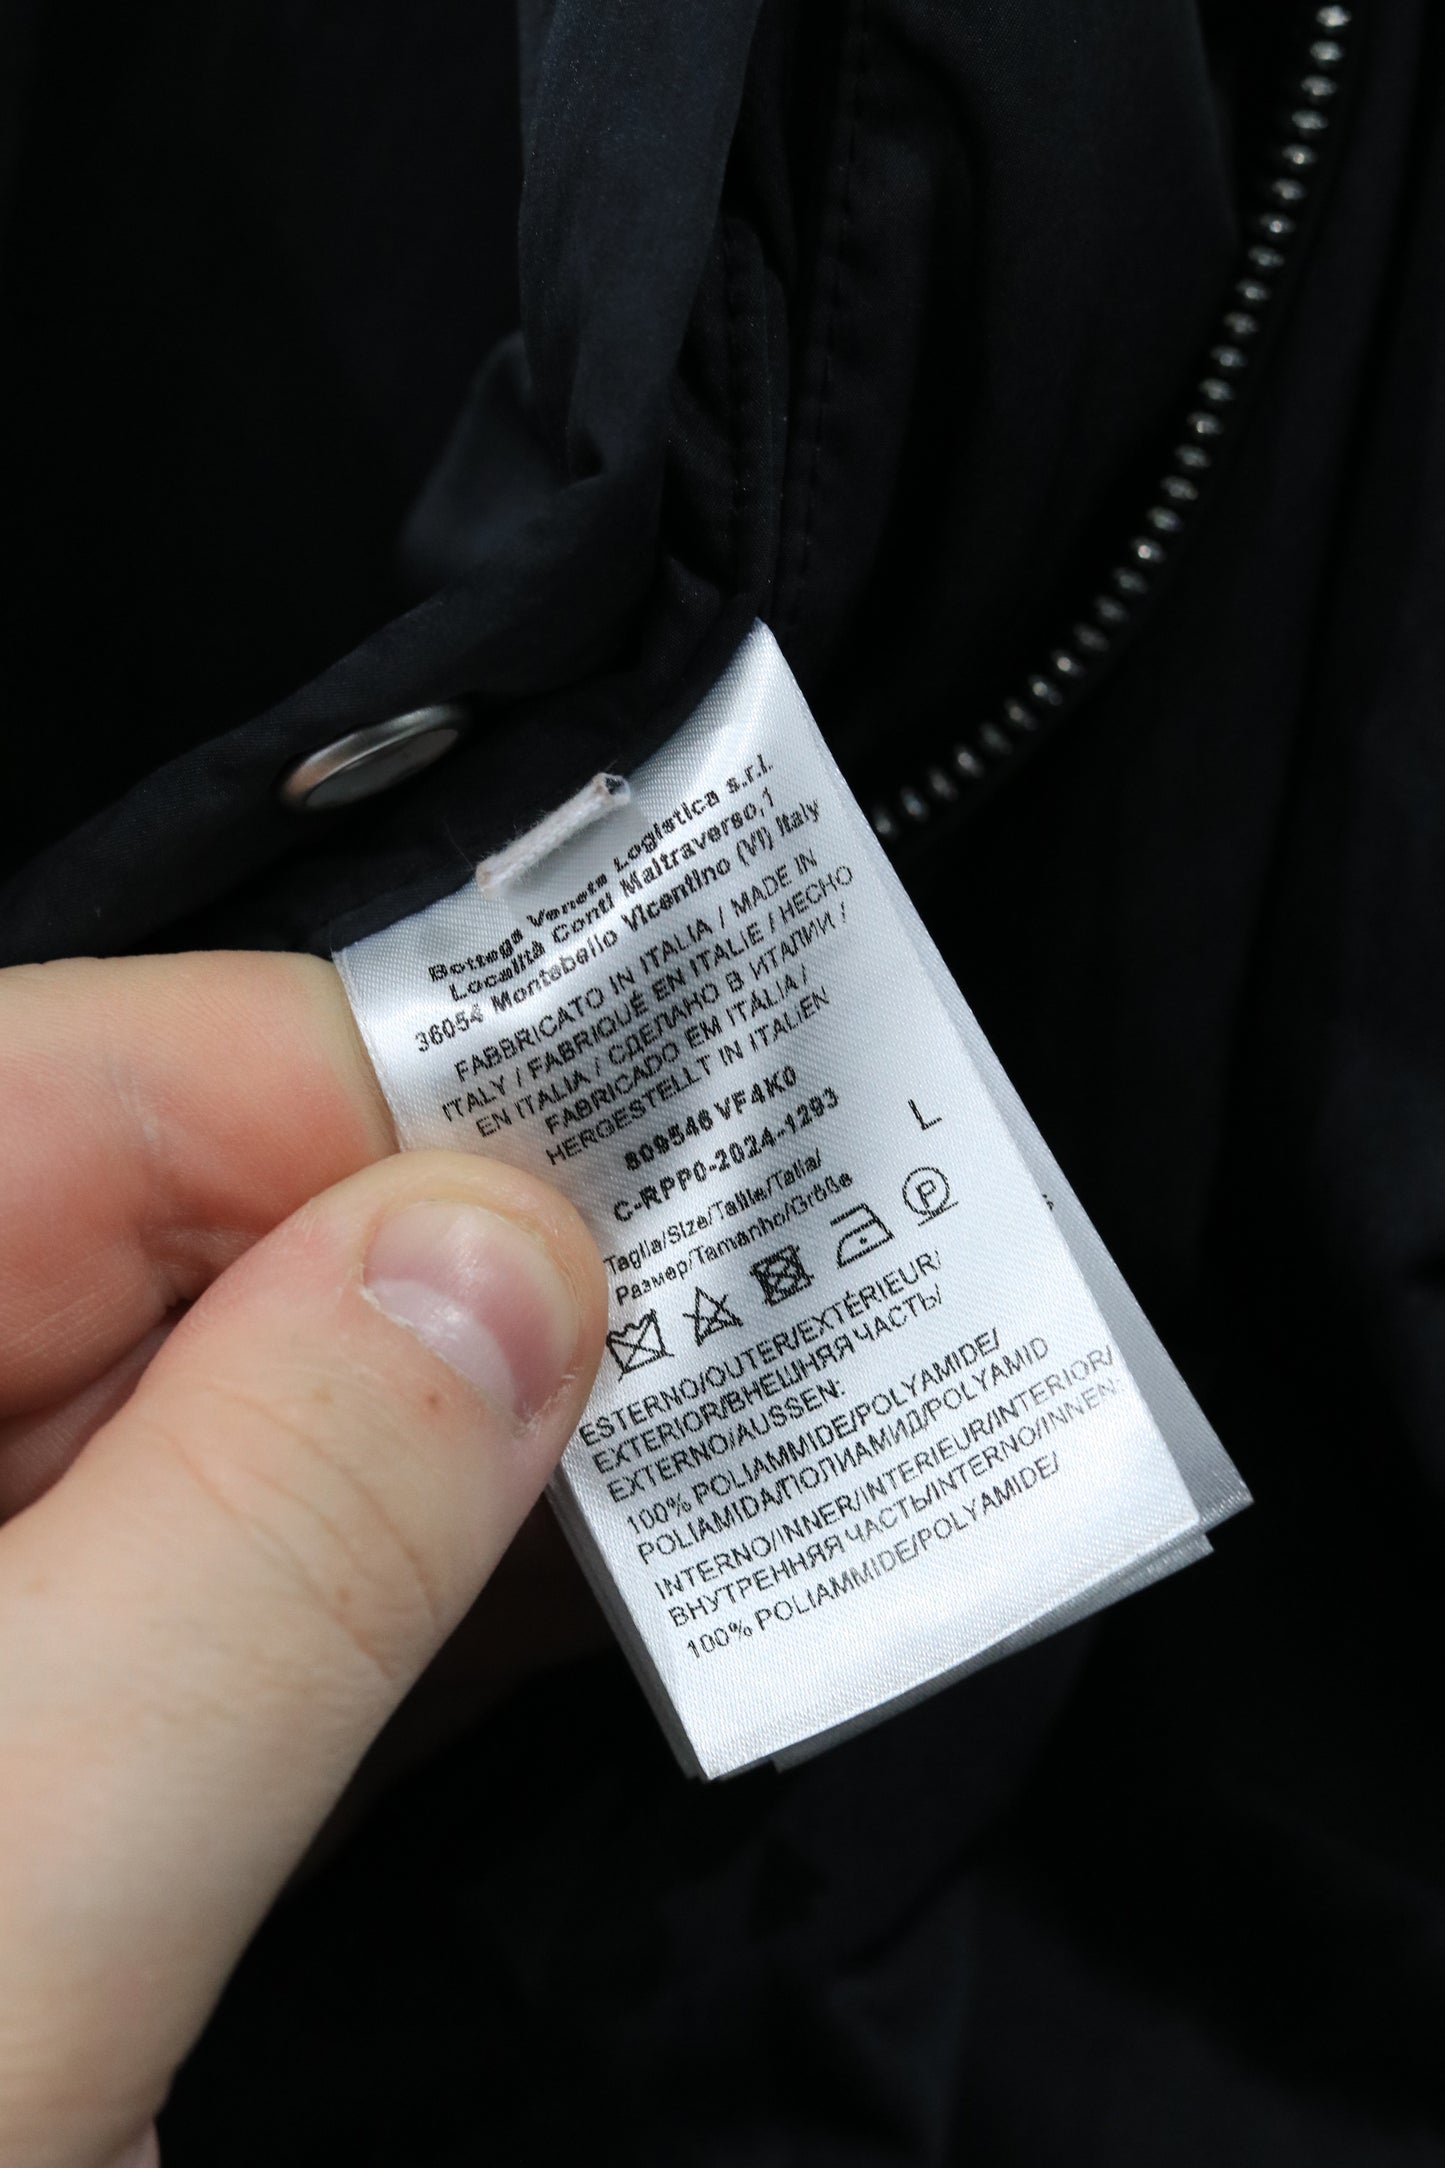 Bottega Veneta Logistica s.r.l.
Località Conti Maltraverso,1
36054 Montebello Vicentino (VI) Italy
FABBRICATO IN ITALIA / MADE IN
ITALY / FABRIQUÉ EN ITALIE / HECHO
EN ITALIA / СДЕЛАНО В ИТАЛИИ /
FABRICADO EM ITÁLIA /
HERGESTELLT IN ITALIEN
809546 VF4K0
C-RPP0-2024-1293
Taglia/Size/Taille/Talla/
Размер/Tamanho/Größe
L
P
ESTERNO/OUTER/EXTÉRIEUR/
EXTERIOR/ВНЕШНЯЯ ЧАСТЬ/
EXTERNO/AUSSEN:
100% POLIAMMIDE/POLYAMIDE/
POLIAMIDA/ПОЛИАМИД/POLYAMID
INTERNO/INNER/INTERIEUR/INTERIOR/
ВНУТРЕННЯЯ ЧАСТЬ/INTERNO/INNEN:
100% POLIAMMIDE/POLYAMIDE/